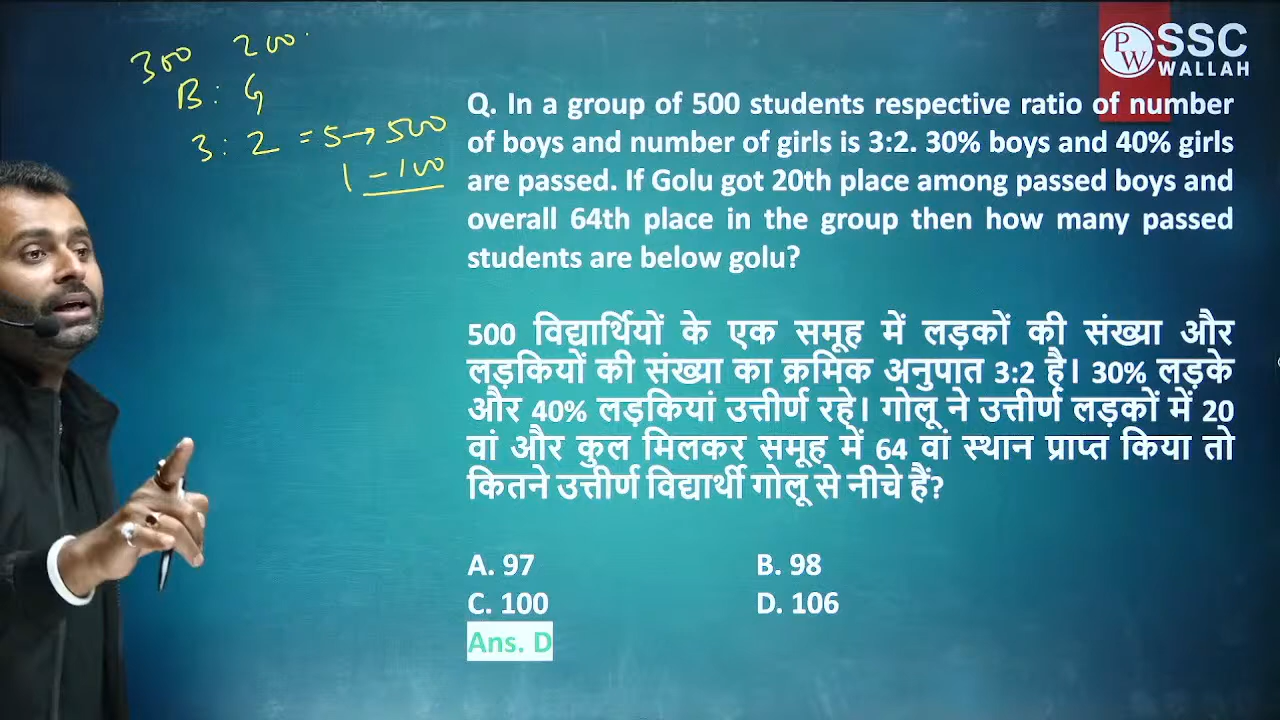 300 200
B : G
3 : 2 = 5 → 500
1 - 100
PW SSC
WALLAH
Q. In a group of 500 students respective ratio of number
of boys and number of girls is 3:2. 30% boys and 40% girls
are passed. If Golu got 20th place among passed boys and
overall 64th place in the group then how many passed
students are below golu?
500 विद्यार्थियों के एक समूह में लड़कों की संख्या और
लड़कियों की संख्या का क्रमिक अनुपात 3:2 है। 30% लड़के
और 40% लड़कियां उत्तीर्ण रहे। गोलू ने उत्तीर्ण लड़कों में 20
वां और कुल मिलकर समूह में 64 वां स्थान प्राप्त किया तो
कितने उत्तीर्ण विद्यार्थी गोलू से नीचे हैं?
A. 97 B. 98
C. 100 D. 106
Ans. D